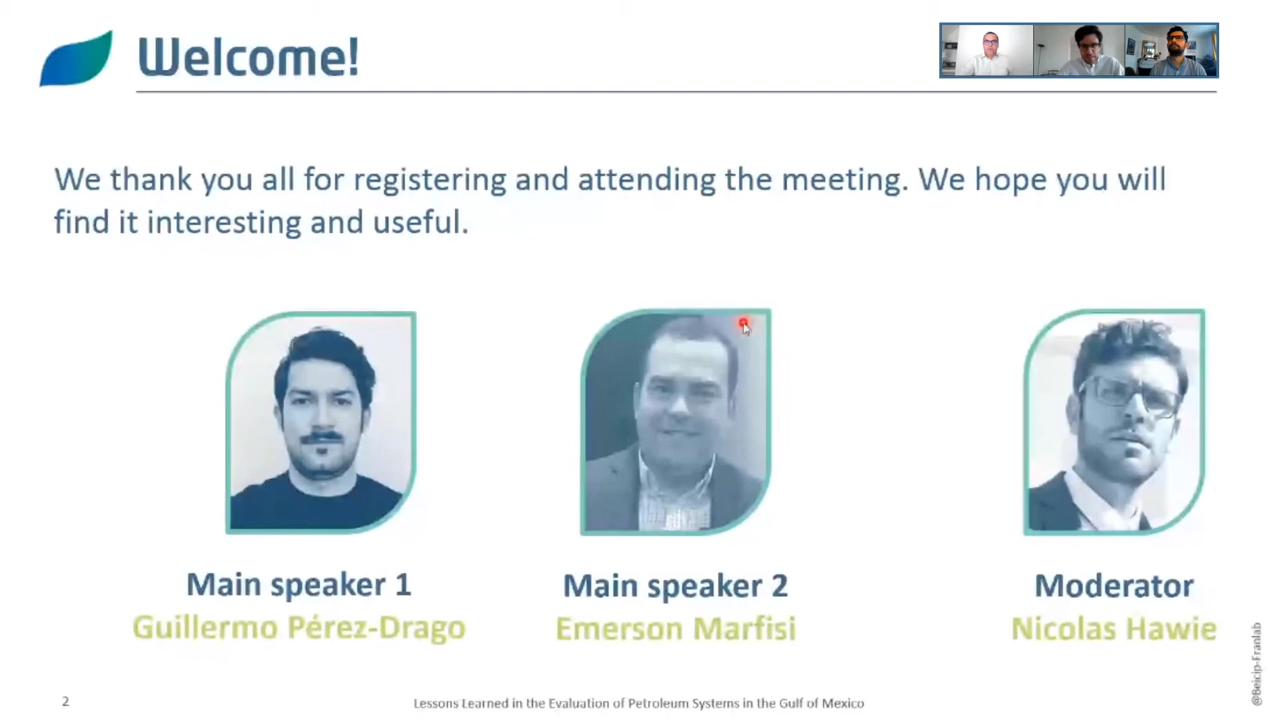 Welcome!
We thank you all for registering and attending the meeting. We hope you will
find it interesting and useful.
Main speaker 1
Guillermo Pérez-Drago
Main speaker 2
Emerson Marfisi
Moderator
Nicolas Hawie
@Beicip-Franlab
2
Lessons Learned in the Evaluation of Petroleum Systems in the Gulf of Mexico